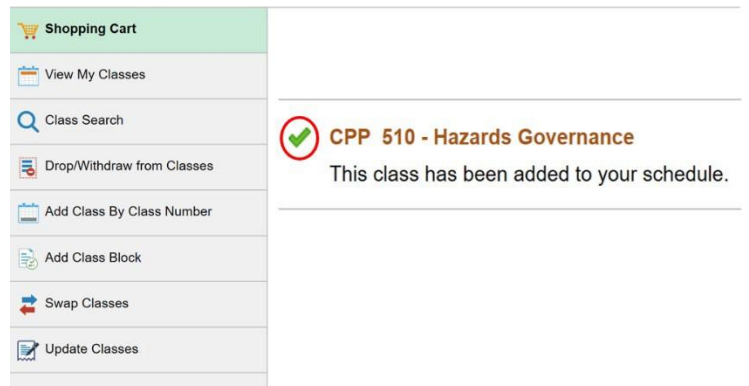 Shopping Cart
View My Classes
Class Search
Drop/Withdraw from Classes
Add Class By Class Number
Add Class Block
Swap Classes
Update Classes
CPP 510 - Hazards Governance
This class has been added to your schedule.